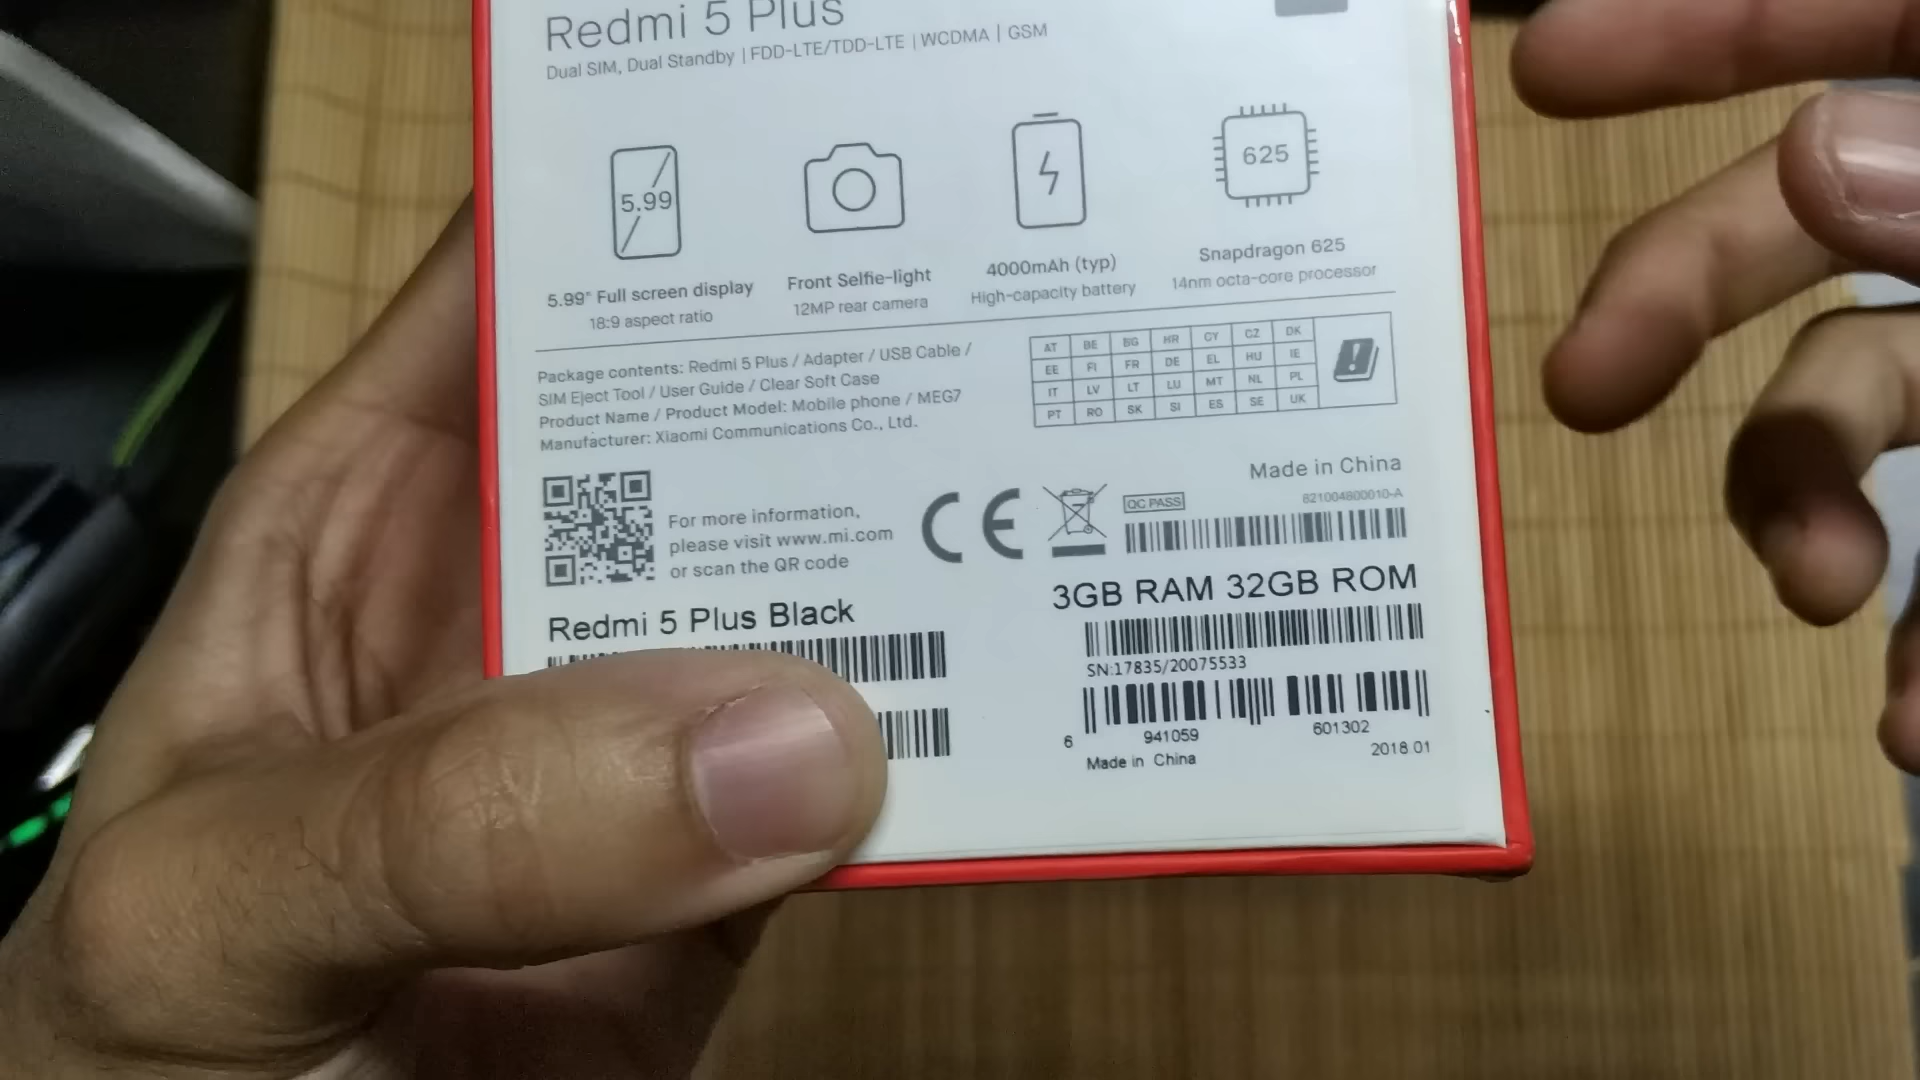 Redmi 5 Plus
Dual SIM, Dual Standby | FDD-LTE/TDD-LTE | WCDMA | GSM
5.99
625
5.99" Full screen display
18:9 aspect ratio
Front Selfie-light
12MP rear camera
4000mAh (typ)
High-capacity battery
Snapdragon 625
14nm octa-core processor
Package contents: Redmi 5 Plus / Adapter / USB Cable /
SIM Eject Tool / User Guide / Clear Soft Case
Product Name / Product Model: Mobile phone / MEG7
Manufacturer: Xiaomi Communications Co., Ltd.
AT BE BG HR CY CZ DK
EE FI FR DE EL HU IE
IT LV LT LU MT NL PL
PT RO SK SI ES SE UK
For more information,
please visit www.mi.com
or scan the QR code
CE
Made in China
QC PASS
821004800010-A
Redmi 5 Plus Black
3GB RAM 32GB ROM
SN:17835/20075533
6 941059 601302
Made in China
2018 01